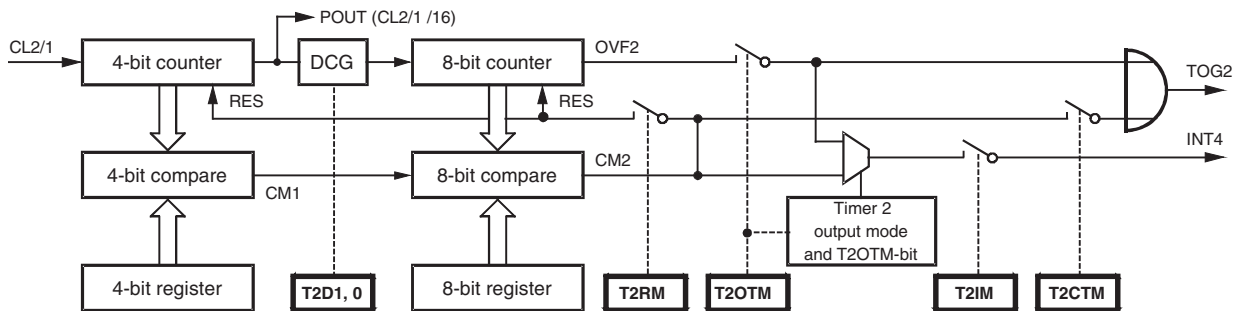 POUT (CL2/1 /16)
CL2/1
4-bit counter
DCG
8-bit counter
OVF2
TOG2
RES
RES
INT4
4-bit compare
CM1
8-bit compare
CM2
Timer 2
output mode
and T2OTM-bit
4-bit register
T2D1, 0
8-bit register
T2RM
T2OTM
T2IM
T2CTM